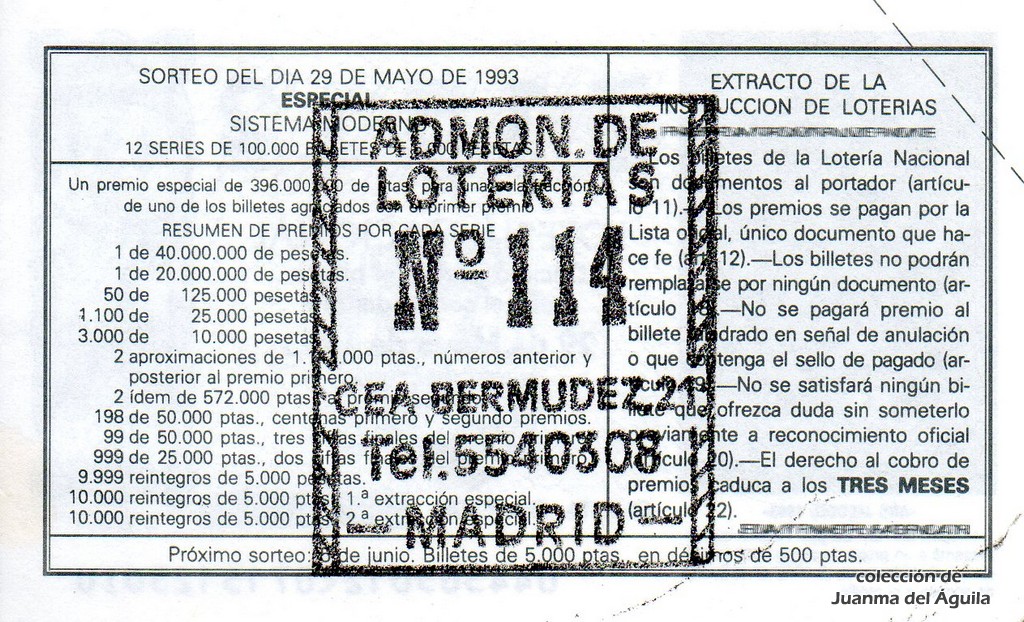 SORTEO DEL DIA 29 DE MAYO DE 1993
ESPECIAL
SISTEMA MODERNO
12 SERIES DE 100.000 BILLETES DE PESETAS
Un premio especial de 396.000.000 de ptas. para una sola fracción
de uno de los billetes agraciados con el primer premio
RESUMEN DE PREMIOS POR CADA SERIE
1 de 40.000.000 de pesetas.
1 de 20.000.000 de pesetas.
50 de 125.000 pesetas
1.100 de 25.000 pesetas
3.000 de 10.000 pesetas
2 aproximaciones de ptas., números anterior y
posterior al premio primero.
2 ídem de 572.000 ptas. al premio segundo.
198 de 50.000 ptas., centenas primero y segundo premios.
99 de 50.000 ptas., tres cifras finales del premio primero.
999 de 25.000 ptas., dos cifras finales del premio primero.
9.999 reintegros de 5.000 pesetas.
10.000 reintegros de 5.000 ptas., 1.ª extracción especial.
10.000 reintegros de 5.000 ptas., 2.ª extracción especial.
EXTRACTO DE LA
INSTRUCCION DE LOTERIAS
Los billetes de la Lotería Nacional
son documentos al portador (artícu-
lo 11).—Los premios se pagan por la
Lista oficial, único documento que ha-
ce fe (art. 12).—Los billetes no podrán
remplazarse por ningún documento (ar-
tículo —No se pagará premio al
billete taladrado en señal de anulación
o que contenga el sello de pagado (ar-
tículo —No se satisfará ningún bi-
llete que ofrezca duda sin someterlo
previamente a reconocimiento oficial
(artículo 20).—El derecho al cobro de
premios caduca a los TRES MESES
(artículo 22).
Próximo sorteo: de junio. Billetes de 5.000 ptas., en décimos de 500 ptas.
ADMON. DE
LOTERIAS
Nº 114
CEA BERMUDEZ, 21
Tel. 5540308
- MADRID -
colección de
Juanma del Águila